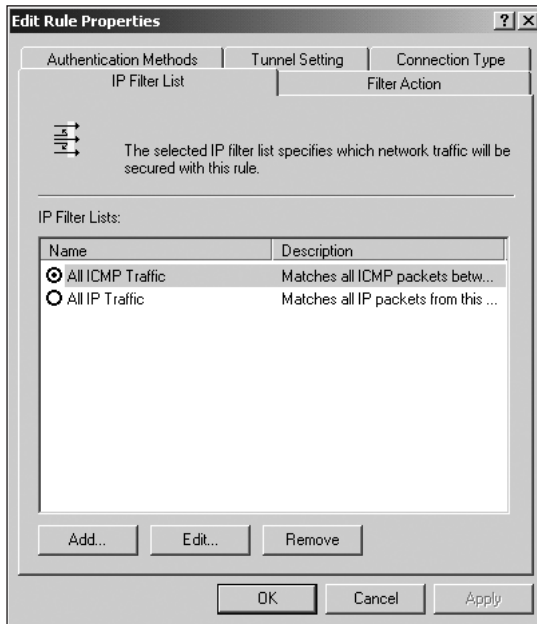 Edit Rule Properties
? X
Authentication Methods Tunnel Setting Connection Type
IP Filter List Filter Action
The selected IP filter list specifies which network traffic will be
secured with this rule.
IP Filter Lists:
Name Description
All ICMP Traffic Matches all ICMP packets betw...
All IP Traffic Matches all IP packets from this ...
Add... Edit... Remove
OK Cancel Apply